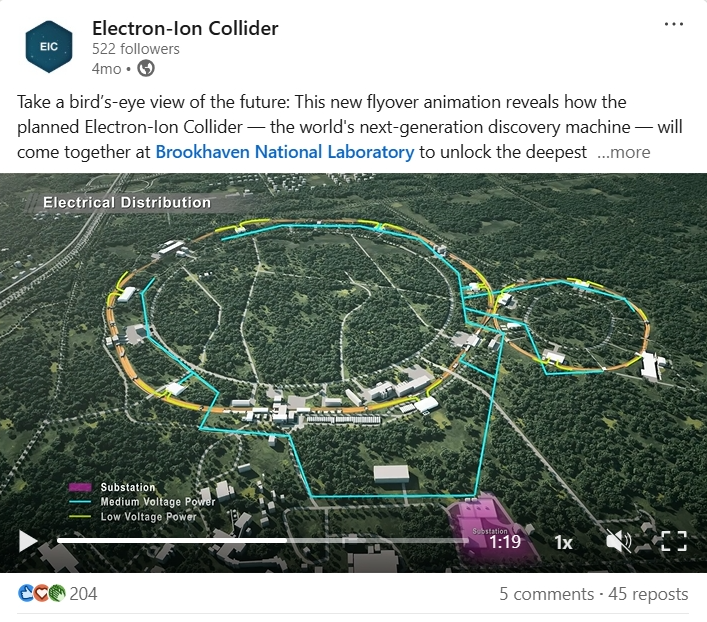 EIC
Electron-Ion Collider
522 followers
4mo •
Take a bird’s-eye view of the future: This new flyover animation reveals how the
planned Electron-Ion Collider — the world's next-generation discovery machine — will
come together at Brookhaven National Laboratory to unlock the deepest ...more
Electrical Distribution
Substation
Medium Voltage Power
Low Voltage Power
Substation
1:19
1x
204
5 comments · 45 reposts